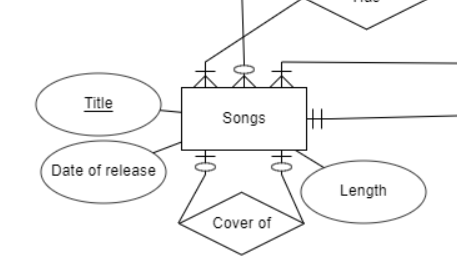 Title
Songs
Date of release
Length
Cover of